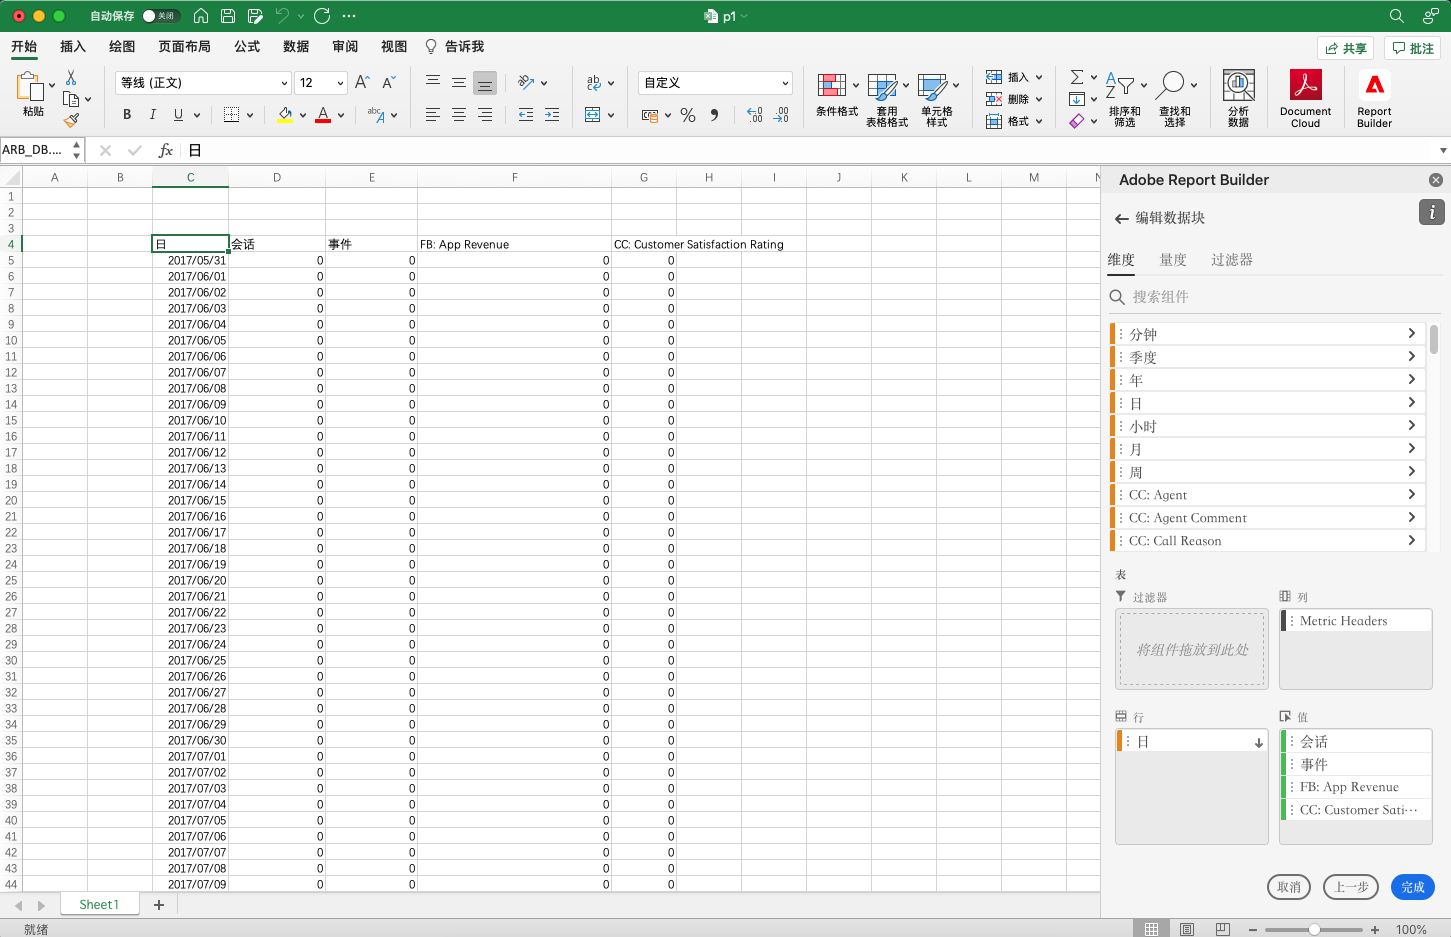 自动保存 关闭 p1
开始 插入 绘图 页面布局 公式 数据 审阅 视图 告诉我 共享 批注
粘贴
等线 (正文) 12
自定义
条件格式 套用
表格格式 单元格
样式
插入
删除
格式
排序和
筛选 查找和
选择 分析
数据 Document
Cloud Report
Builder
ARB_DB.... fx 日
A B C D E F G H I J K L M N
1
2
3
4 日 会话 事件 FB: App Revenue CC: Customer Satisfaction Rating
5 2017/05/31 0 0 0 0
6 2017/06/01 0 0 0 0
7 2017/06/02 0 0 0 0
8 2017/06/03 0 0 0 0
9 2017/06/04 0 0 0 0
10 2017/06/05 0 0 0 0
11 2017/06/06 0 0 0 0
12 2017/06/07 0 0 0 0
13 2017/06/08 0 0 0 0
14 2017/06/09 0 0 0 0
15 2017/06/10 0 0 0 0
16 2017/06/11 0 0 0 0
17 2017/06/12 0 0 0 0
18 2017/06/13 0 0 0 0
19 2017/06/14 0 0 0 0
20 2017/06/15 0 0 0 0
21 2017/06/16 0 0 0 0
22 2017/06/17 0 0 0 0
23 2017/06/18 0 0 0 0
24 2017/06/19 0 0 0 0
25 2017/06/20 0 0 0 0
26 2017/06/21 0 0 0 0
27 2017/06/22 0 0 0 0
28 2017/06/23 0 0 0 0
29 2017/06/24 0 0 0 0
30 2017/06/25 0 0 0 0
31 2017/06/26 0 0 0 0
32 2017/06/27 0 0 0 0
33 2017/06/28 0 0 0 0
34 2017/06/29 0 0 0 0
35 2017/06/30 0 0 0 0
36 2017/07/01 0 0 0 0
37 2017/07/02 0 0 0 0
38 2017/07/03 0 0 0 0
39 2017/07/04 0 0 0 0
40 2017/07/05 0 0 0 0
41 2017/07/06 0 0 0 0
42 2017/07/07 0 0 0 0
43 2017/07/08 0 0 0 0
44 2017/07/09 0 0 0 0
Sheet1
就绪 100%
Adobe Report Builder
编辑数据块
维度 量度 过滤器
搜索组件
分钟
季度
年
日
小时
月
周
CC: Agent
CC: Agent Comment
CC: Call Reason
表
过滤器
将组件拖放到此处
列
Metric Headers
行
日
值
会话
事件
FB: App Revenue
CC: Customer Sati···
取消 上一步 完成